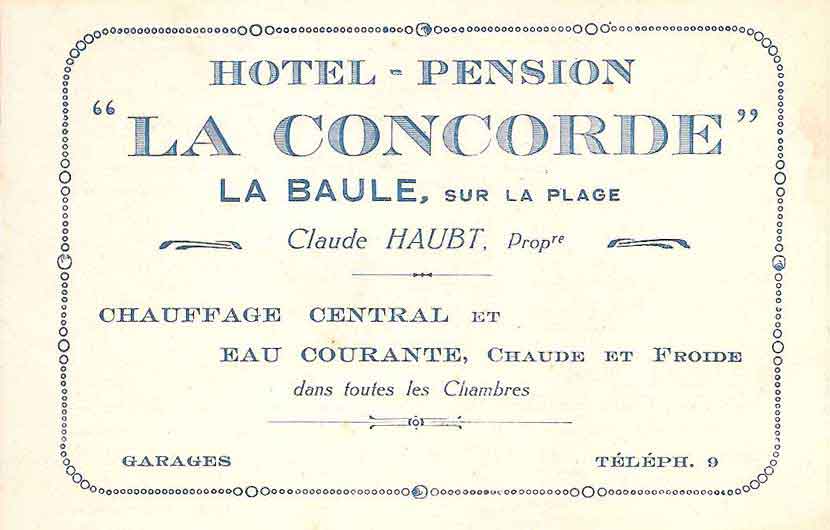 HOTEL - PENSION
“LA CONCORDE”
LA BAULE, SUR LA PLAGE
Claude HAUBT, Propre
CHAUFFAGE CENTRAL ET
EAU COURANTE, CHAUDE ET FROIDE
dans toutes les Chambres
GARAGES TÉLÉPH. 9